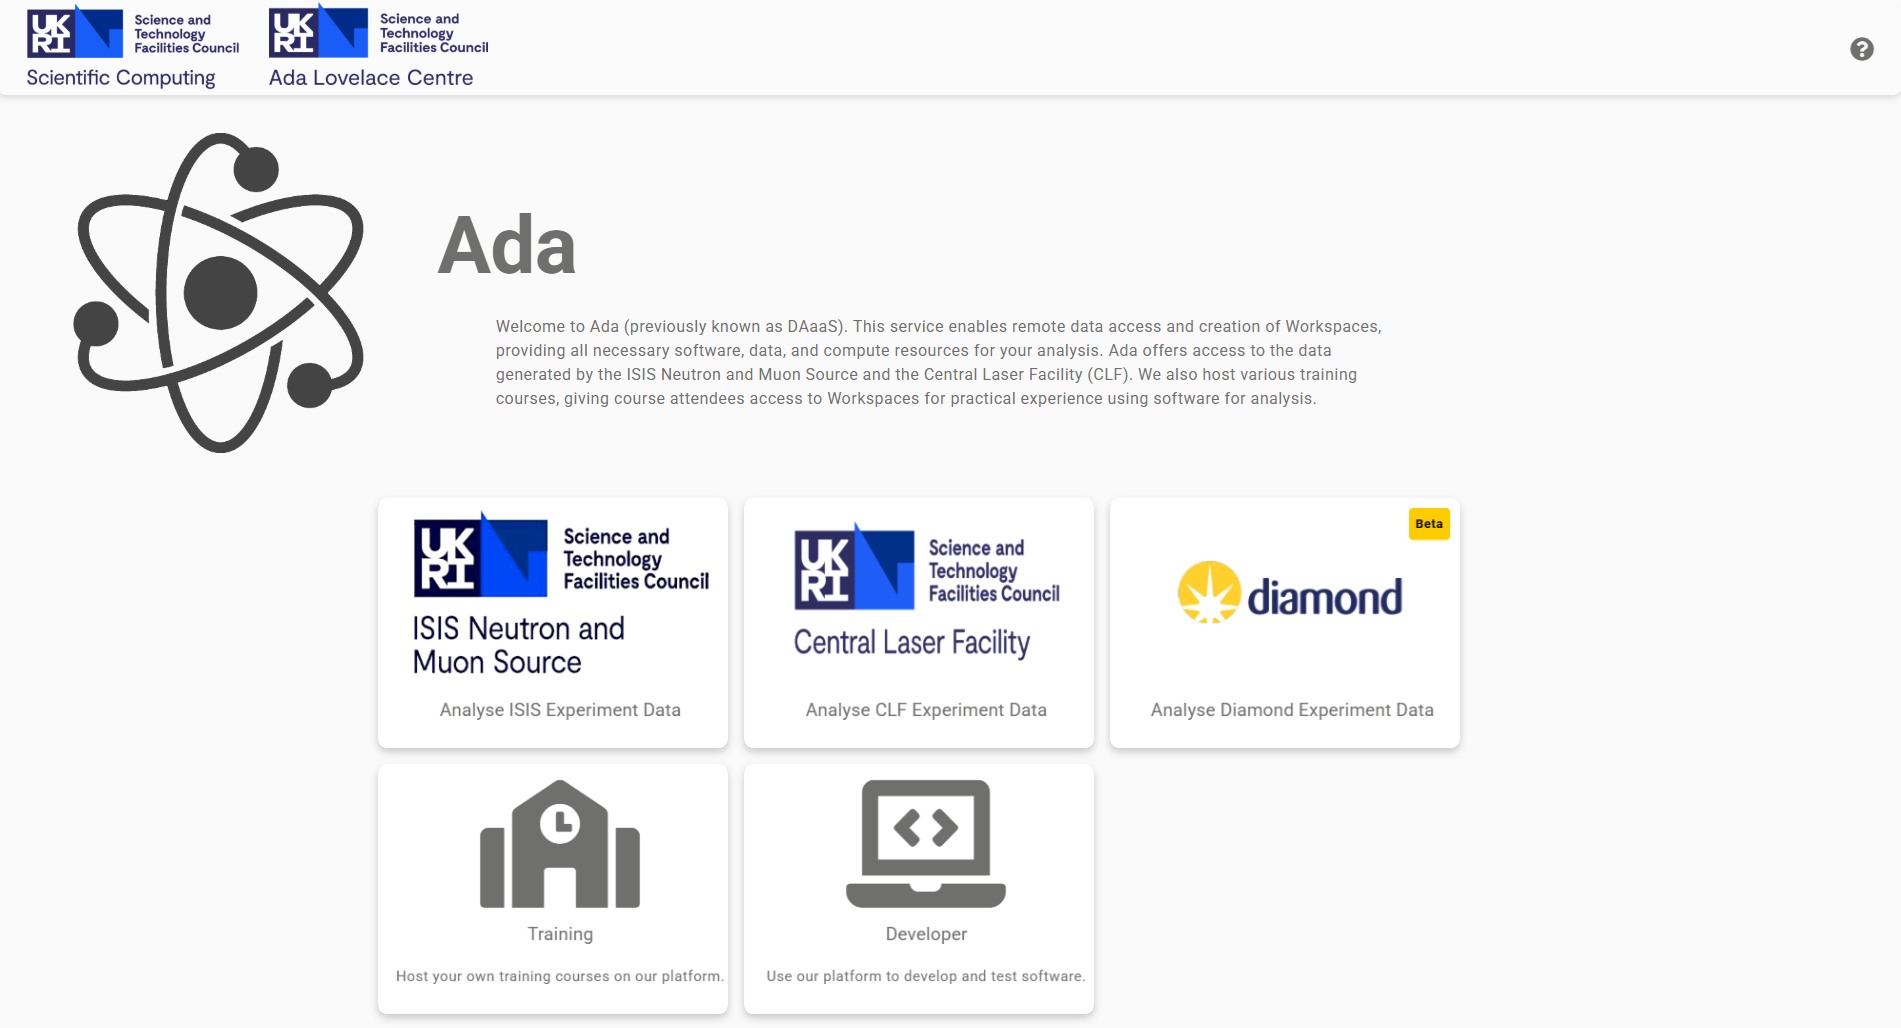 UK
RI
Science and
Technology
Facilities Council
Scientific Computing
UK
RI
Science and
Technology
Facilities Council
Ada Lovelace Centre
?
Ada
Welcome to Ada (previously known as DAaaS). This service enables remote data access and creation of Workspaces,
providing all necessary software, data, and compute resources for your analysis. Ada offers access to the data
generated by the ISIS Neutron and Muon Source and the Central Laser Facility (CLF). We also host various training
courses, giving course attendees access to Workspaces for practical experience using software for analysis.
UK
RI
Science and
Technology
Facilities Council
ISIS Neutron and
Muon Source
Analyse ISIS Experiment Data
UK
RI
Science and
Technology
Facilities Council
Central Laser Facility
Analyse CLF Experiment Data
Beta
diamond
Analyse Diamond Experiment Data
Training
Host your own training courses on our platform.
Developer
Use our platform to develop and test software.